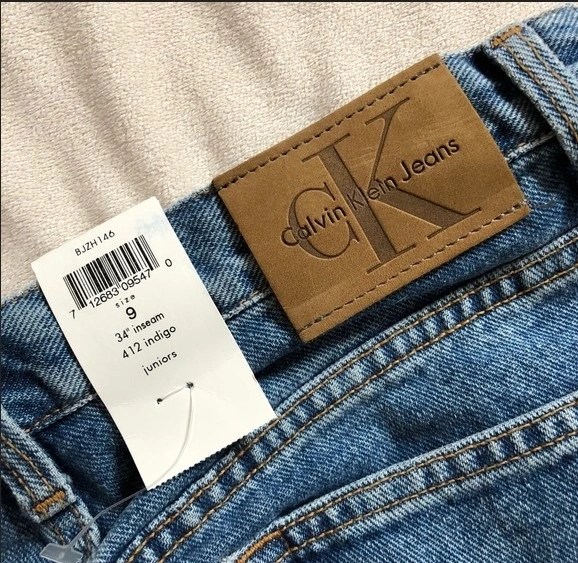 CK
Calvin Klein Jeans
BJZH146
7 12683 09547 0
size
9
34" inseam
412 indigo
juniors